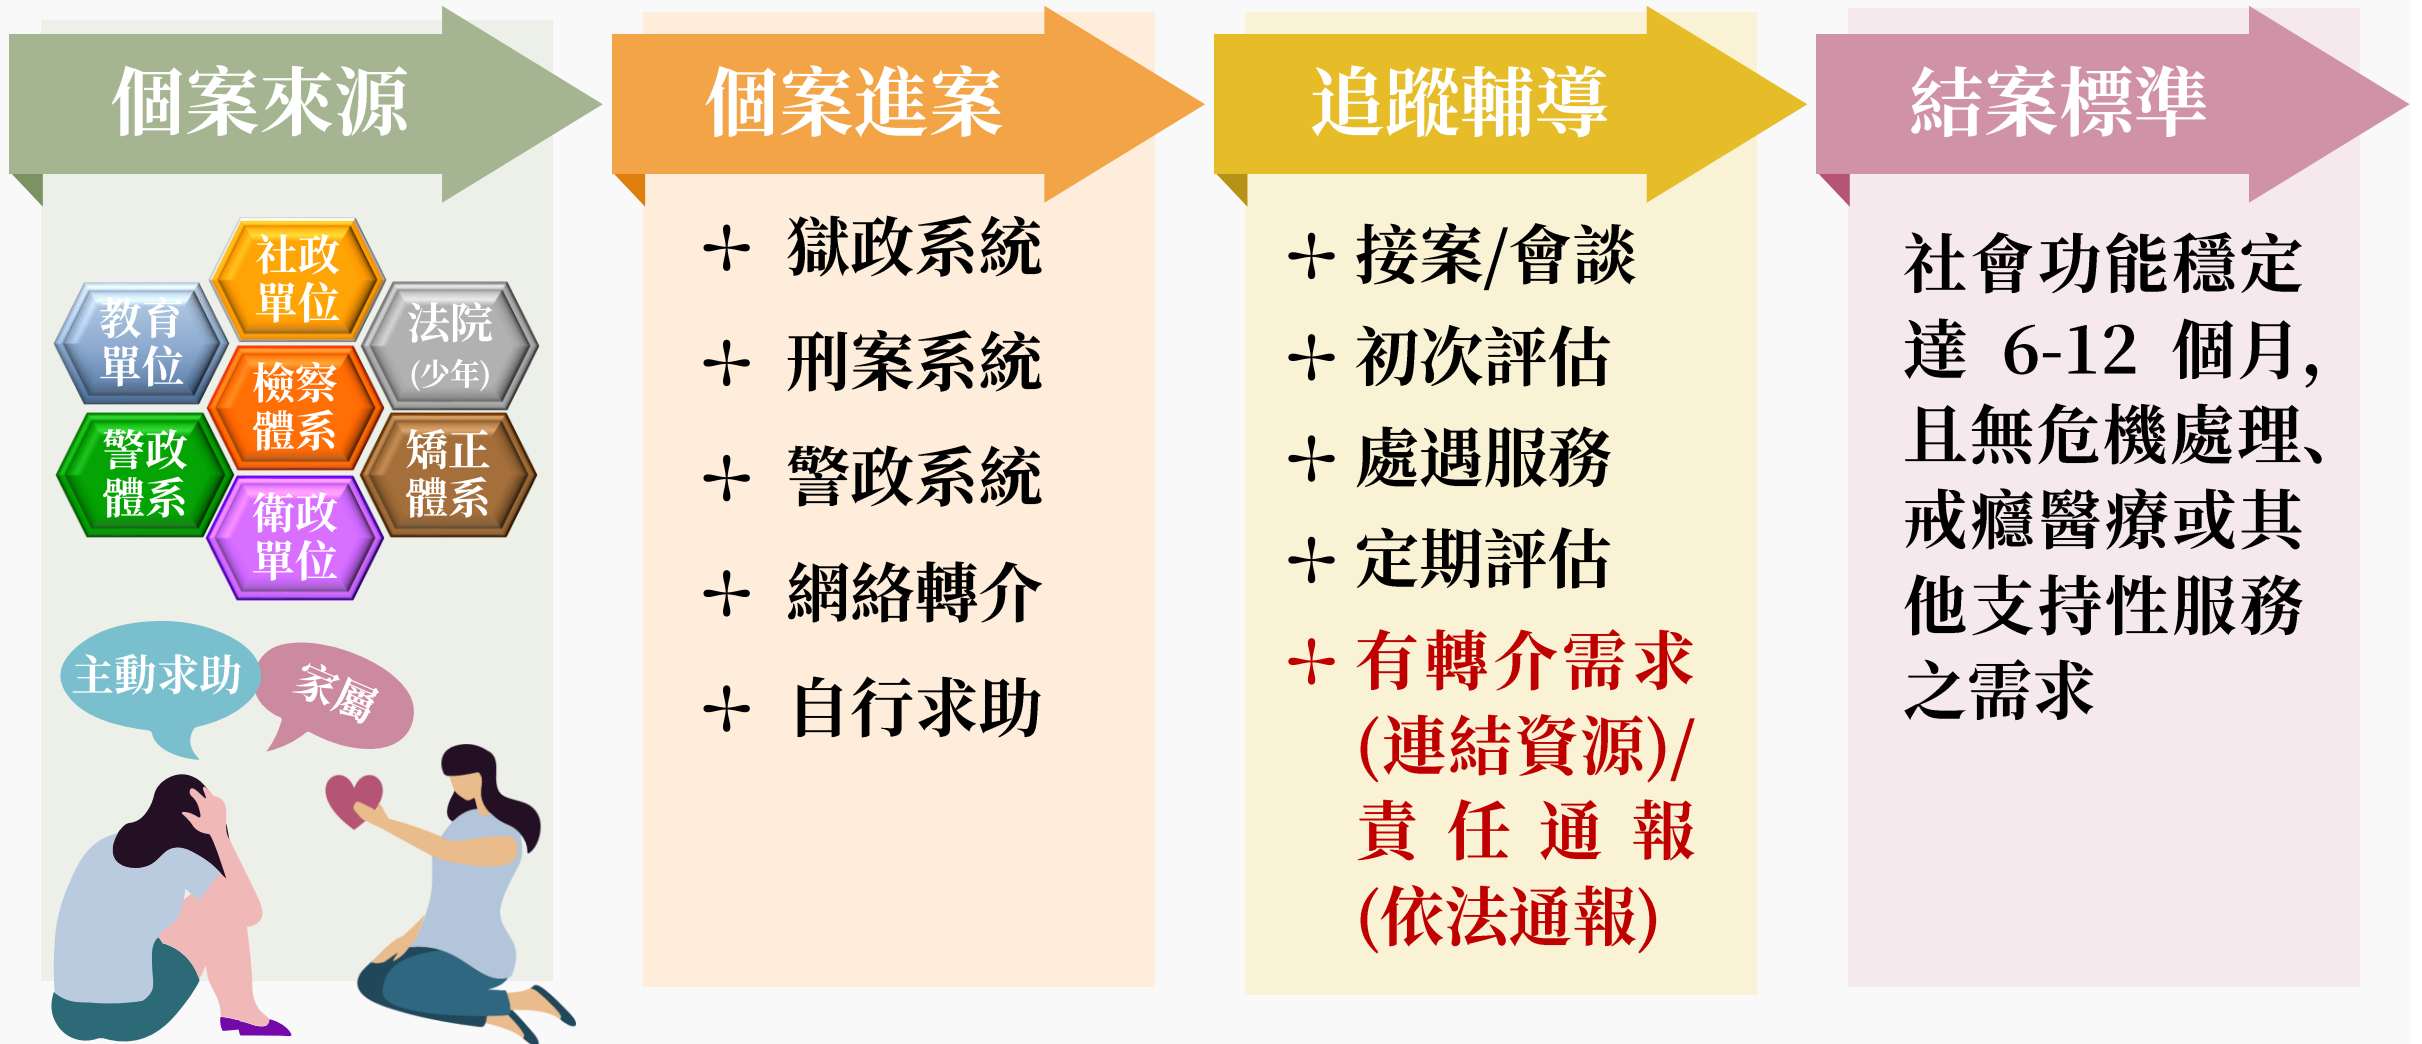 個案來源
社政
單位
教育
單位
法院
(少年)
檢察
體系
警政
體系
矯正
體系
衛政
單位
主動求助
家屬
個案進案
獄政系統
刑案系統
警政系統
網絡轉介
自行求助
追蹤輔導
接案/會談
初次評估
處遇服務
定期評估
有轉介需求
(連結資源)/
責任通報
(依法通報)
結案標準
社會功能穩定
達 6-12 個月,
且無危機處理、
戒癮醫療或其
他支持性服務
之需求